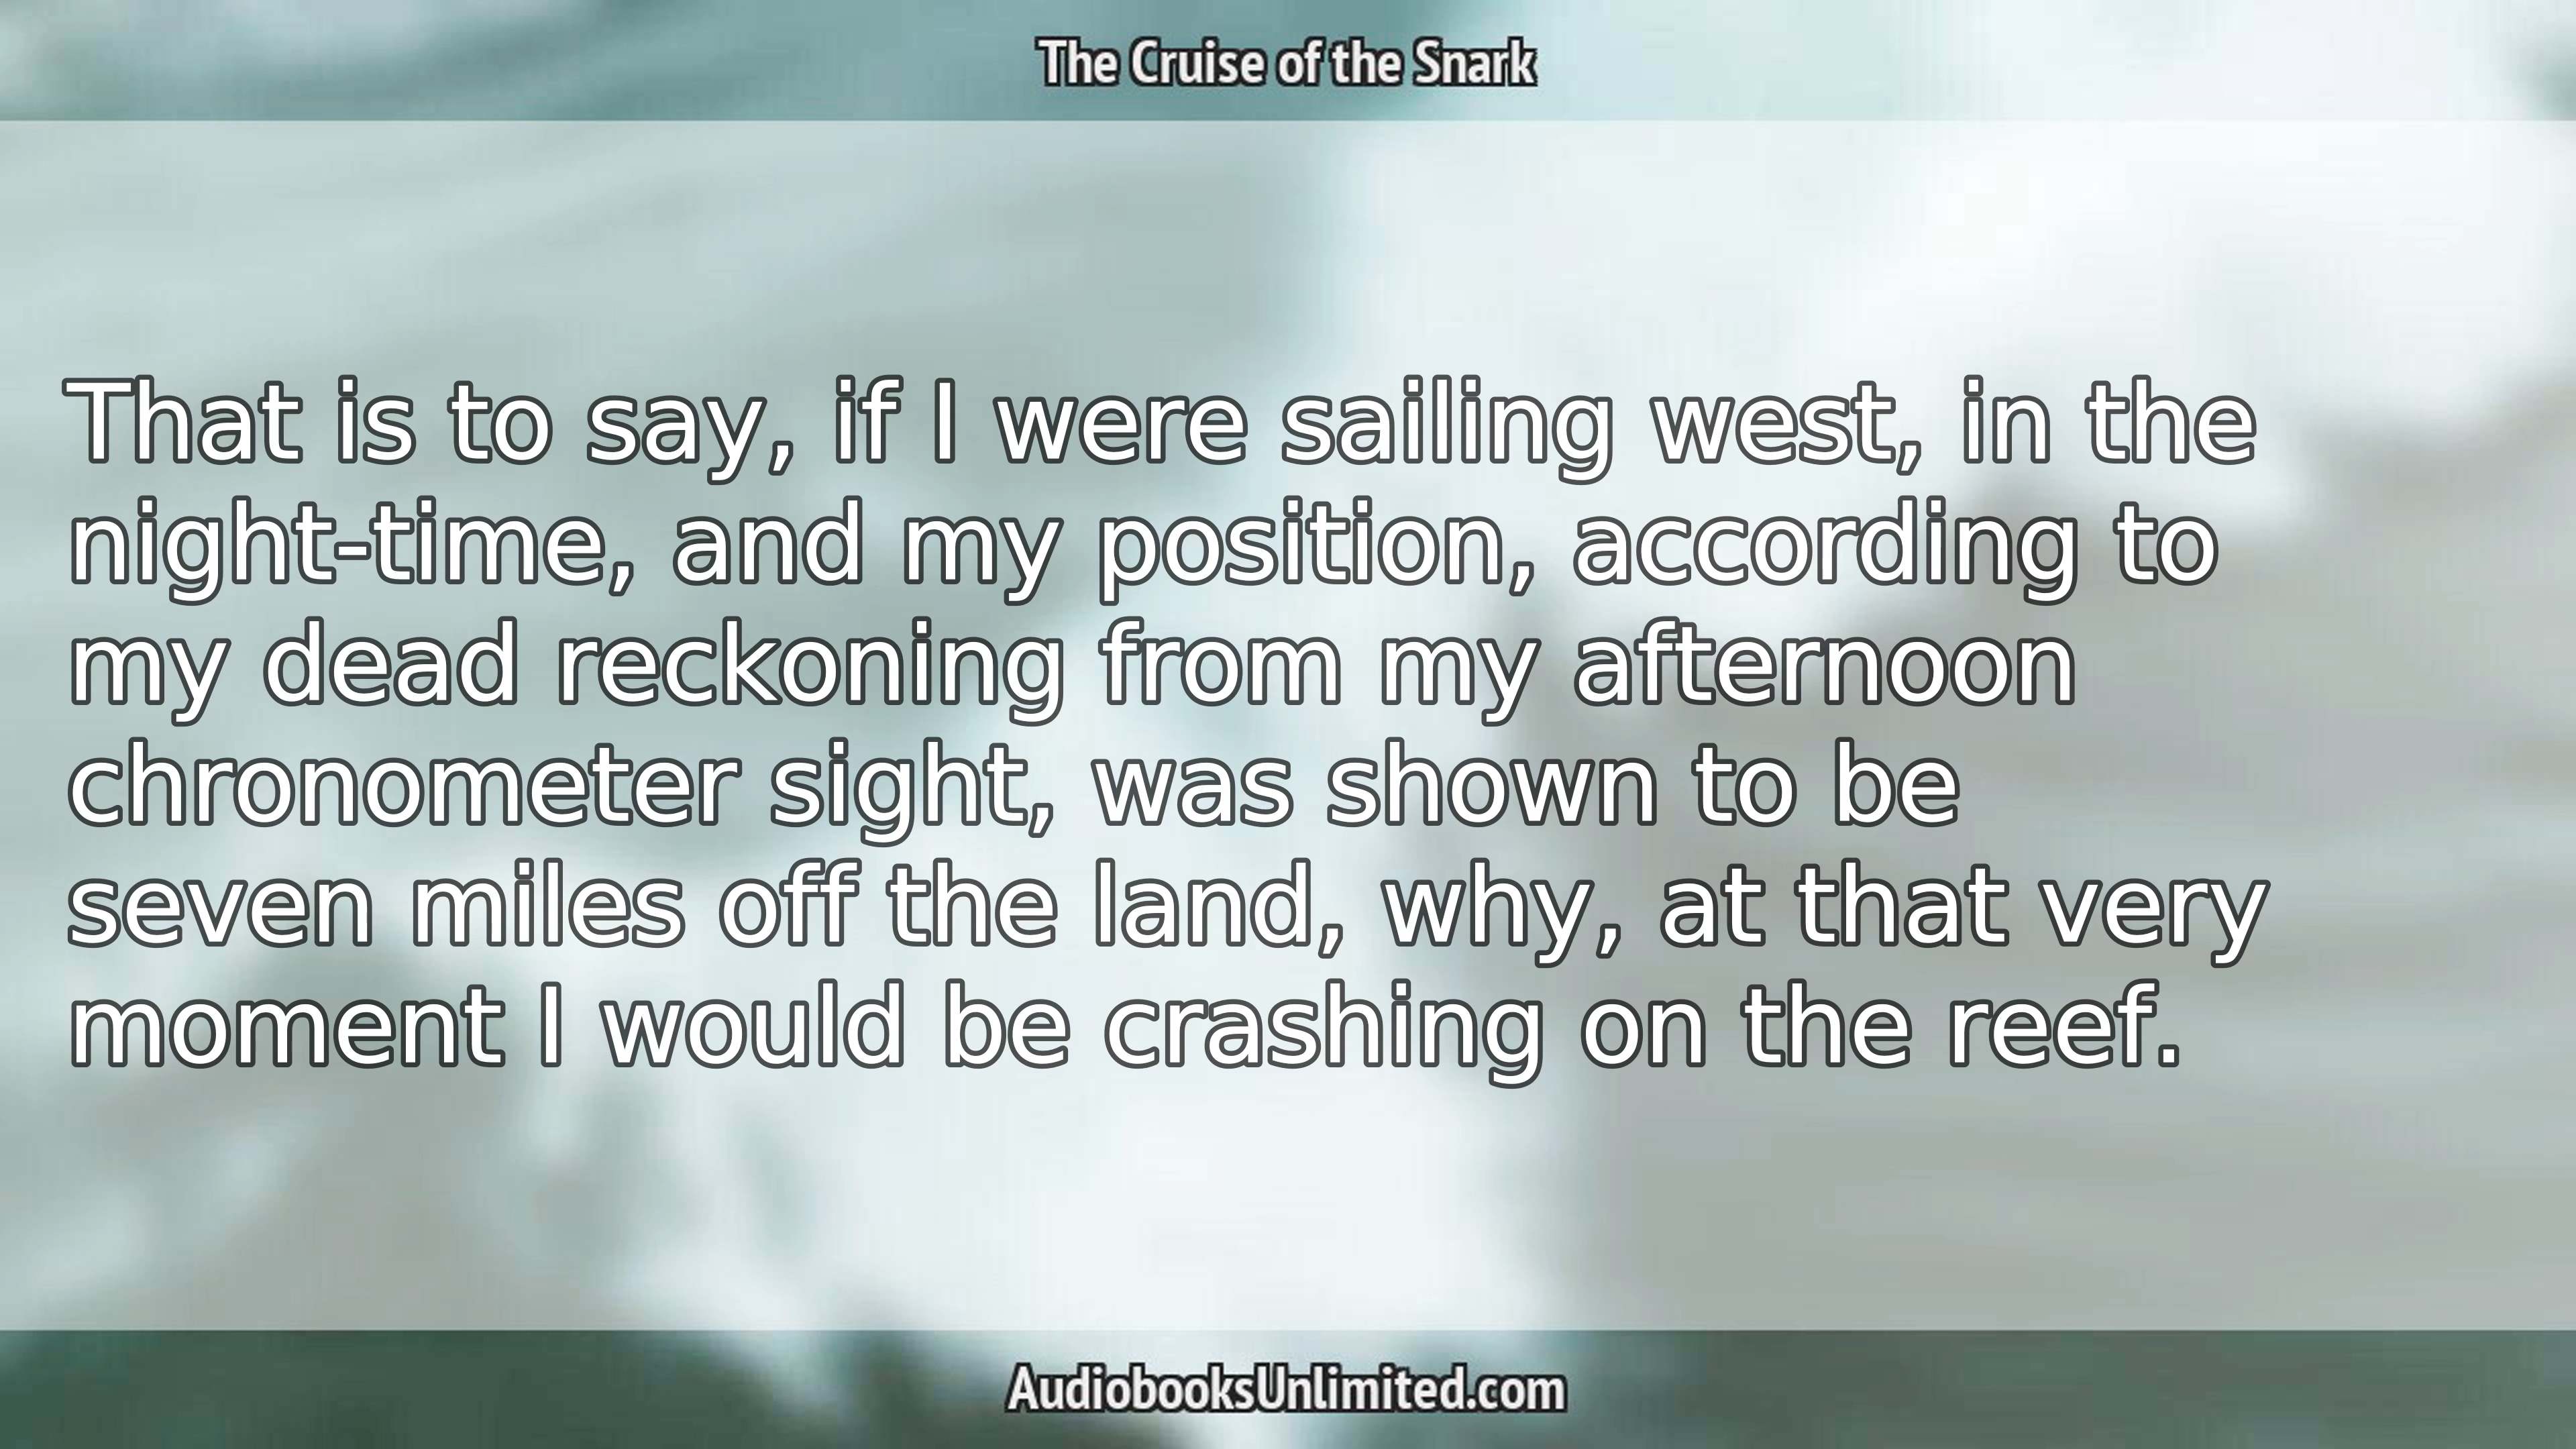 The Cruise of the Snark
That is to say, if I were sailing west, in the
night-time, and my position, according to
my dead reckoning from my afternoon
chronometer sight, was shown to be
seven miles off the land, why, at that very
moment I would be crashing on the reef.
AudiobooksUnlimited.com